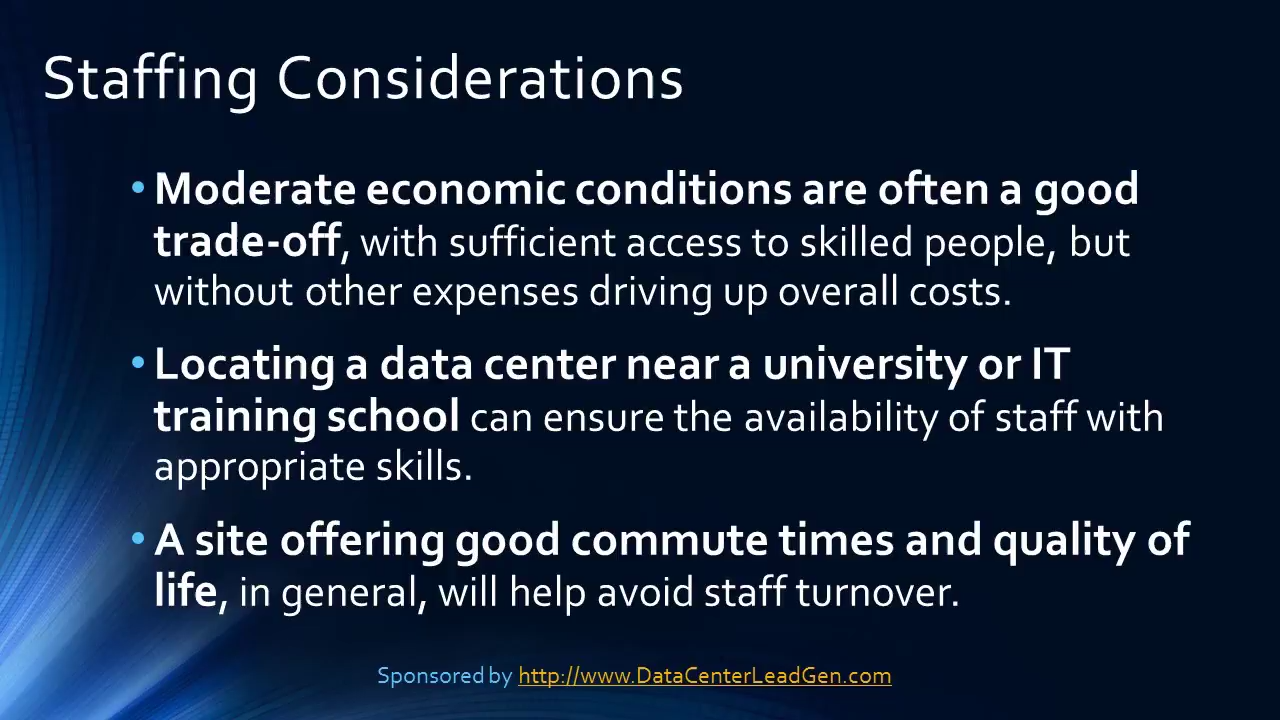 Staffing Considerations
• Moderate economic conditions are often a good
trade-off, with sufficient access to skilled people, but
without other expenses driving up overall costs.
• Locating a data center near a university or IT
training school can ensure the availability of staff with
appropriate skills.
• A site offering good commute times and quality of
life, in general, will help avoid staff turnover.
Sponsored by http://www.DataCenterLeadGen.com